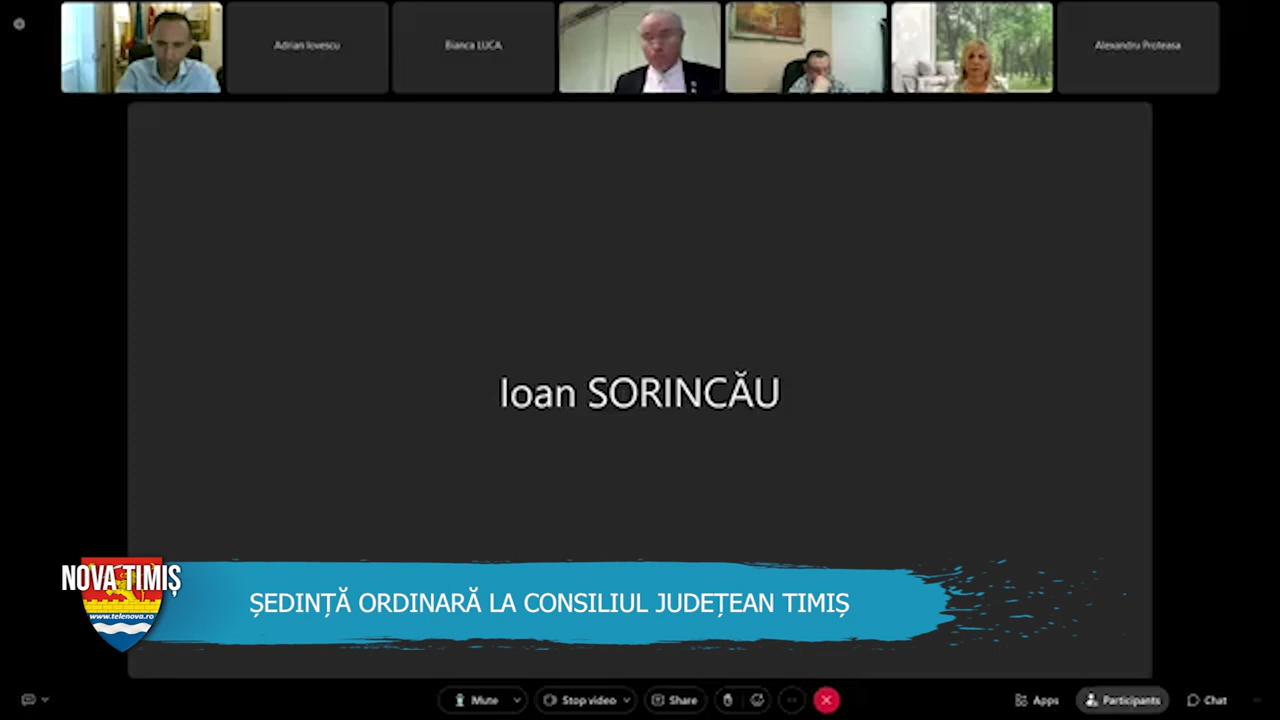 Adrian Iovescu
Bianca LUCA
Alexandru Proteasa
Ioan SORINCĂU
NOVA TIMIȘ
www.telenova.ro
ȘEDINȚĂ ORDINARĂ LA CONSILIUL JUDEȚEAN TIMIȘ
Mute
Stop video
Share
Apps
Participants
Chat